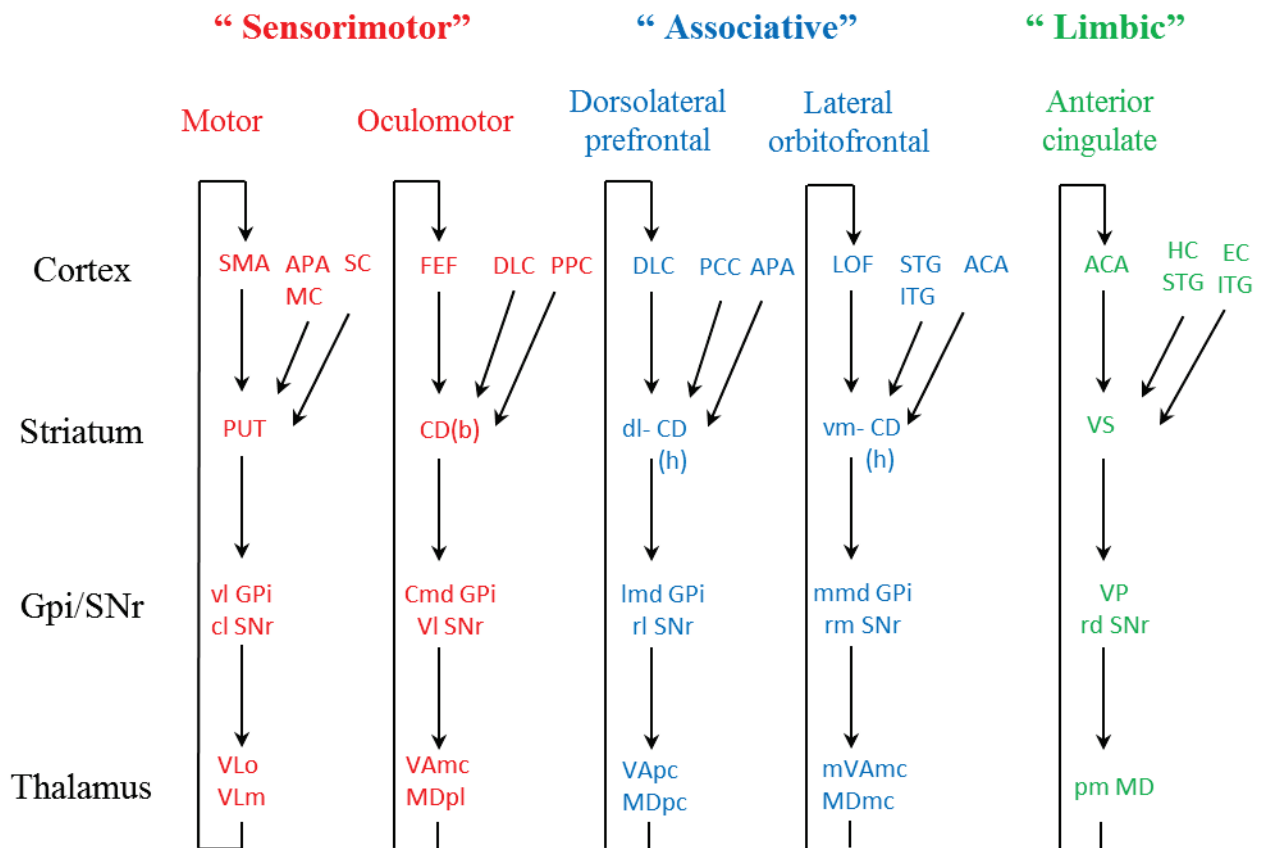 “ Sensorimotor”
“ Associative”
“ Limbic”
Motor
Oculomotor
Dorsolateral
prefrontal
Lateral
orbitofrontal
Anterior
cingulate
Cortex
SMA
APA
MC
SC
FEF
DLC
PPC
DLC
PCC
APA
LOF
STG
ITG
ACA
ACA
HC
STG
EC
ITG
Striatum
PUT
CD(b)
dl- CD
(h)
vm- CD
(h)
VS
Gpi/SNr
vl GPi
cl SNr
Cmd GPi
Vl SNr
lmd GPi
rl SNr
mmd GPi
rm SNr
VP
rd SNr
Thalamus
VLo
VLm
VAmc
MDpl
VApc
MDpc
mVAmc
MDmc
pm MD